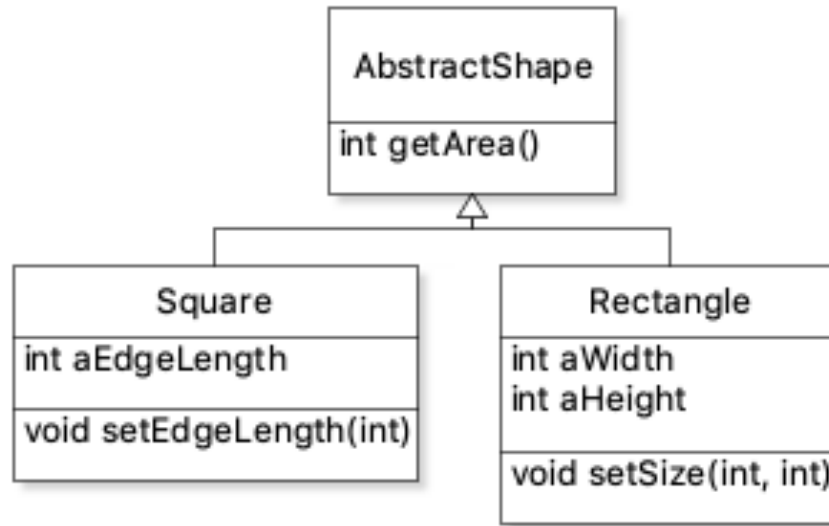 AbstractShape
int getArea()
Square
int aEdgeLength
void setEdgeLength(int)
Rectangle
int aWidth
int aHeight
void setSize(int, int)